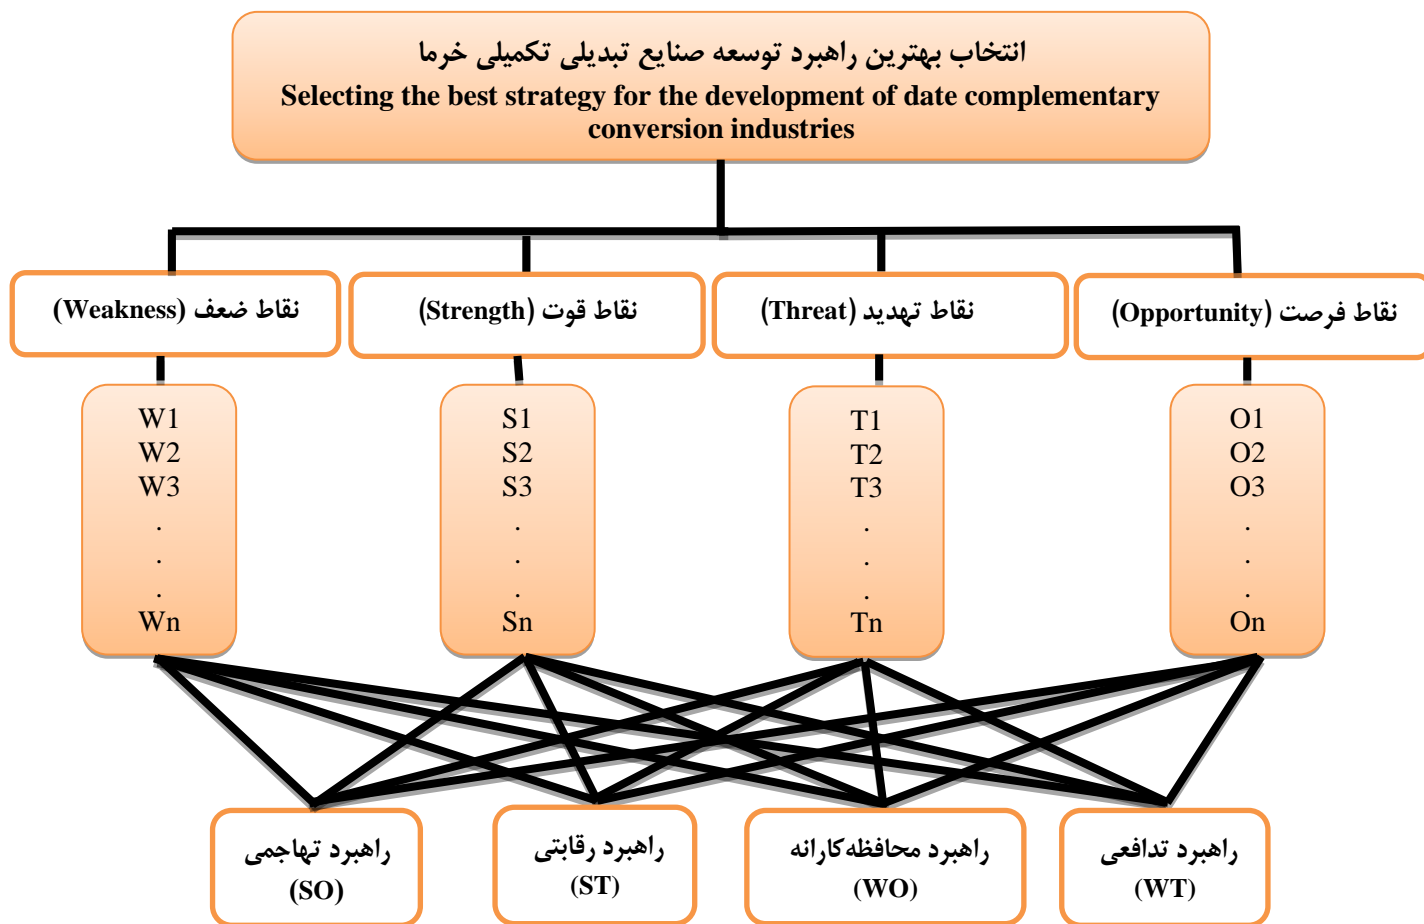 انتخاب بهترین راهبرد توسعه صنایع تبدیلی تکمیلی خرما
Selecting the best strategy for the development of date complementary
conversion industries
نقاط ضعف (Weakness)
نقاط قوت (Strength)
نقاط تهدید (Threat)
نقاط فرصت (Opportunity)
W1
W2
W3
.
.
.
Wn
S1
S2
S3
.
.
.
Sn
T1
T2
T3
.
.
.
Tn
O1
O2
O3
.
.
.
On
راهبرد تهاجمی
(SO)
راهبرد رقابتی
(ST)
راهبرد محافظه‌کارانه
(WO)
راهبرد تدافعی
(WT)